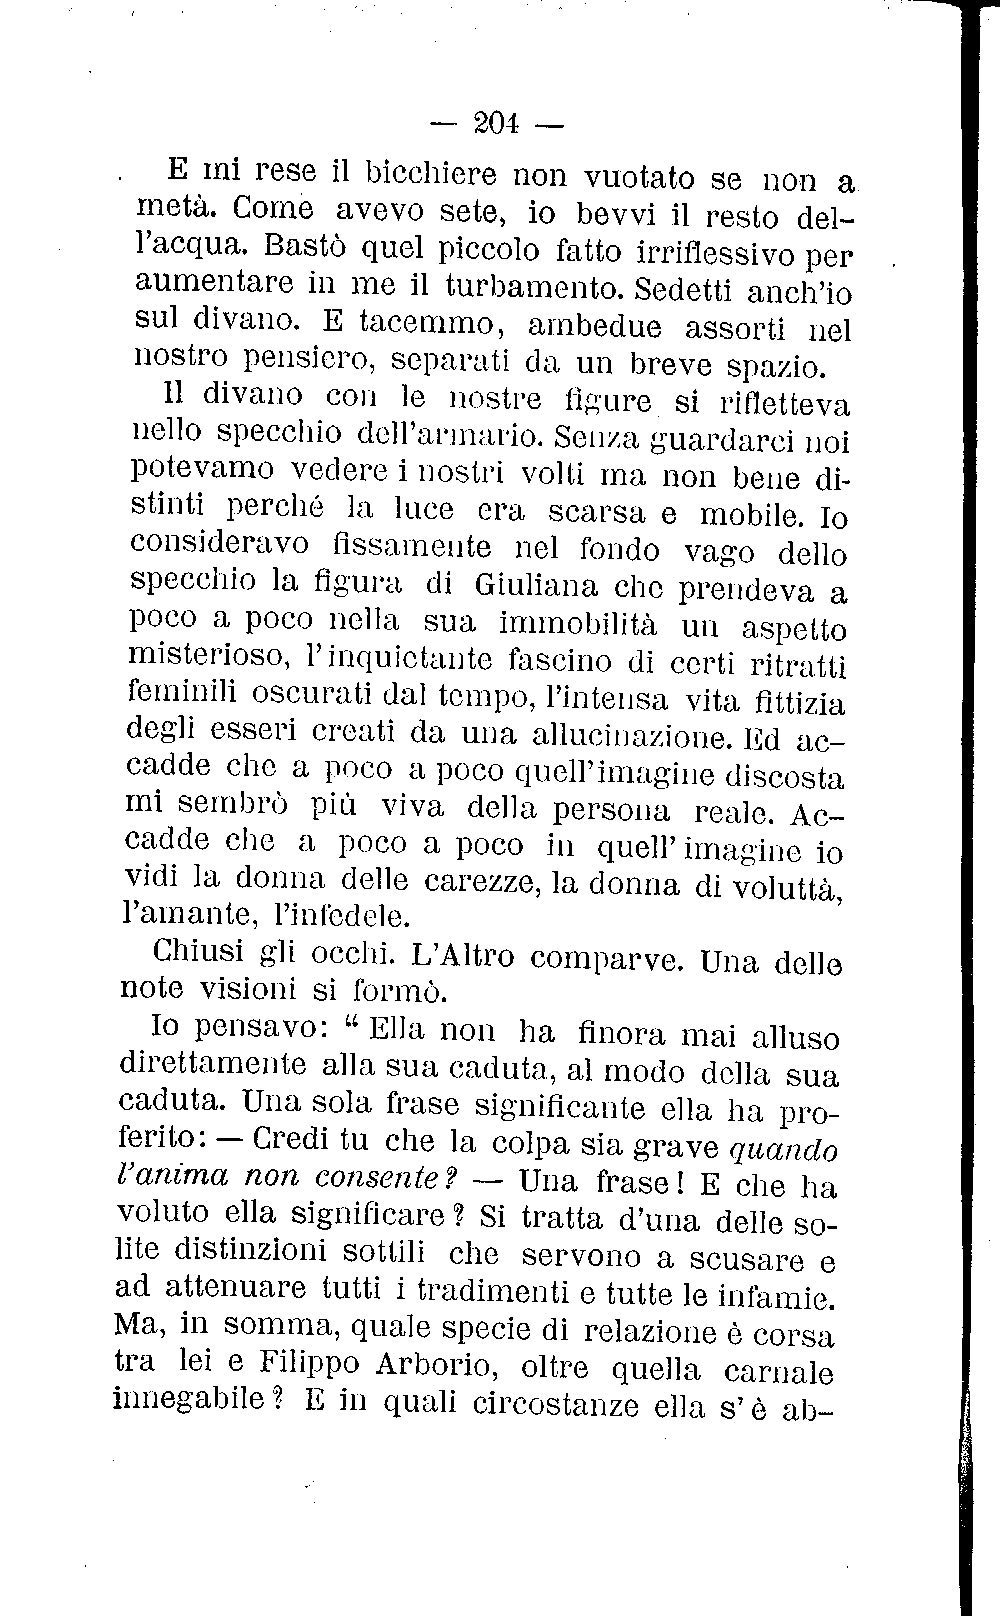 — 204 —
E mi rese il bicchiere non vuotato se non a
metà. Come avevo sete, io bevvi il resto del-
l'acqua. Bastò quel piccolo fatto irriflessivo per
aumentare in me il turbamento. Sedetti anch'io
sul divano. E tacemmo, ambedue assorti nel
nostro pensiero, separati da un breve spazio.
Il divano con le nostre figure si rifletteva
nello specchio dell'armario. Senza guardarci noi
potevamo vedere i nostri volti ma non bene di-
stinti perché la luce era scarsa e mobile. Io
consideravo fissamente nel fondo vago dello
specchio la figura di Giuliana che prendeva a
poco a poco nella sua immobilità un aspetto
misterioso, l'inquietante fascino di certi ritratti
feminili oscurati dal tempo, l'intensa vita fittizia
degli esseri creati da una allucinazione. Ed ac-
cadde che a poco a poco quell'imagine discosta
mi sembrò più viva della persona reale. Ac-
cadde che a poco a poco in quell'imagine io
vidi la donna delle carezze, la donna di voluttà,
l'amante, l'infedele.
Chiusi gli occhi. L'Altro comparve. Una delle
note visioni si formò.
Io pensavo: “ Ella non ha finora mai alluso
direttamente alla sua caduta, al modo della sua
caduta. Una sola frase significante ella ha pro-
ferito: — Credi tu che la colpa sia grave quando
l'anima non consente? — Una frase! E che ha
voluto ella significare? Si tratta d'una delle so-
lite distinzioni sottili che servono a scusare e
ad attenuare tutti i tradimenti e tutte le infamie.
Ma, in somma, quale specie di relazione è corsa
tra lei e Filippo Arborio, oltre quella carnale
innegabile? E in quali circostanze ella s'è ab-